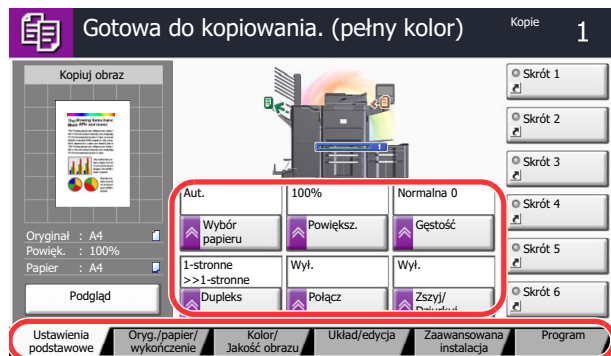 Gotowa do kopiowania. (pełny kolor)
Kopie
1
Kopiuj obraz
Oryginał : A4
Powięk. : 100%
Papier : A4
Podgląd
1
Aut.
100%
Normalna 0
Wybór
papieru
Powiększ.
Gęstość
1-stronne
>>1-stronne
Wył.
Wył.
Dupleks
Połącz
Zszyj/
Skrót 1
Skrót 2
Skrót 3
Skrót 4
Skrót 5
Skrót 6
Ustawienia
podstawowe
Oryg./papier/
wykończenie
Kolor/
Jakość obrazu
Układ/edycja
Zaawansowana
instalacja
Program